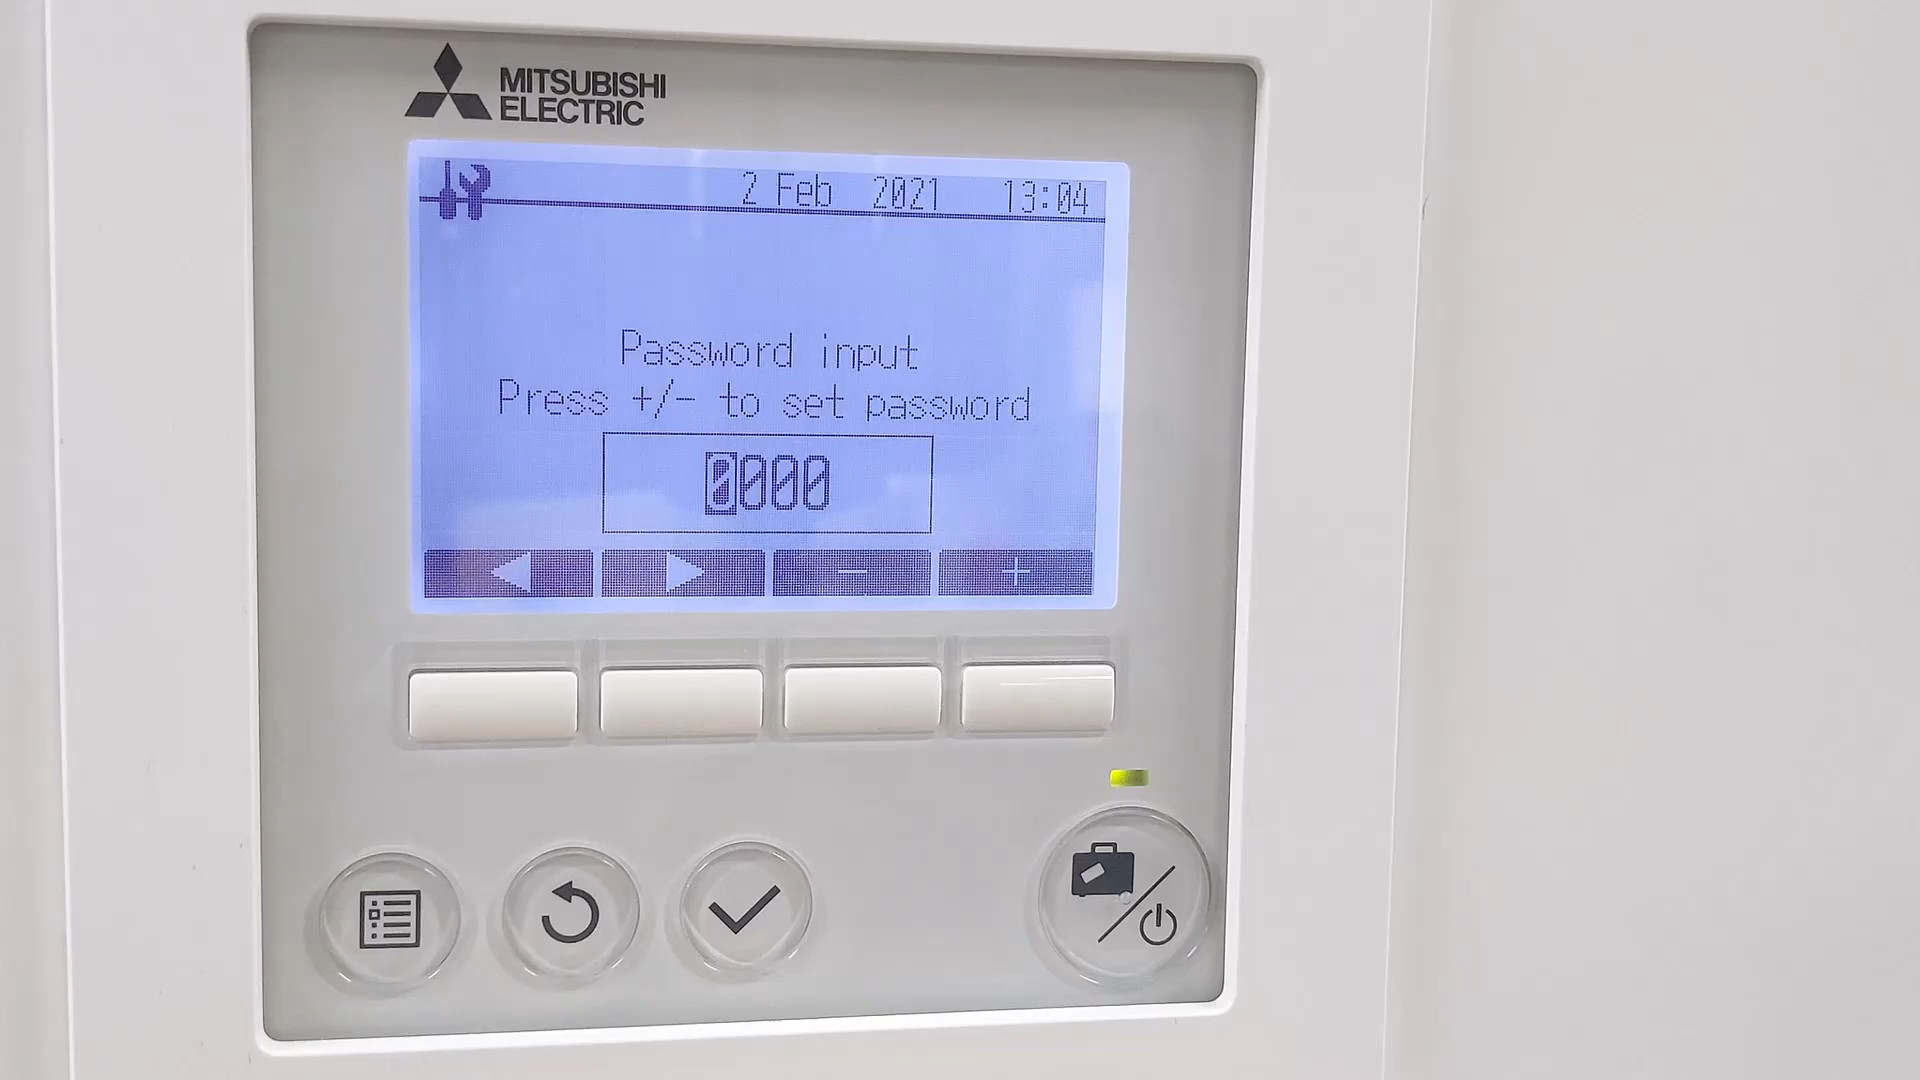 MITSUBISHI
ELECTRIC
2 Feb 2021 13:04
Password input
Press +/- to set password
0000
- +